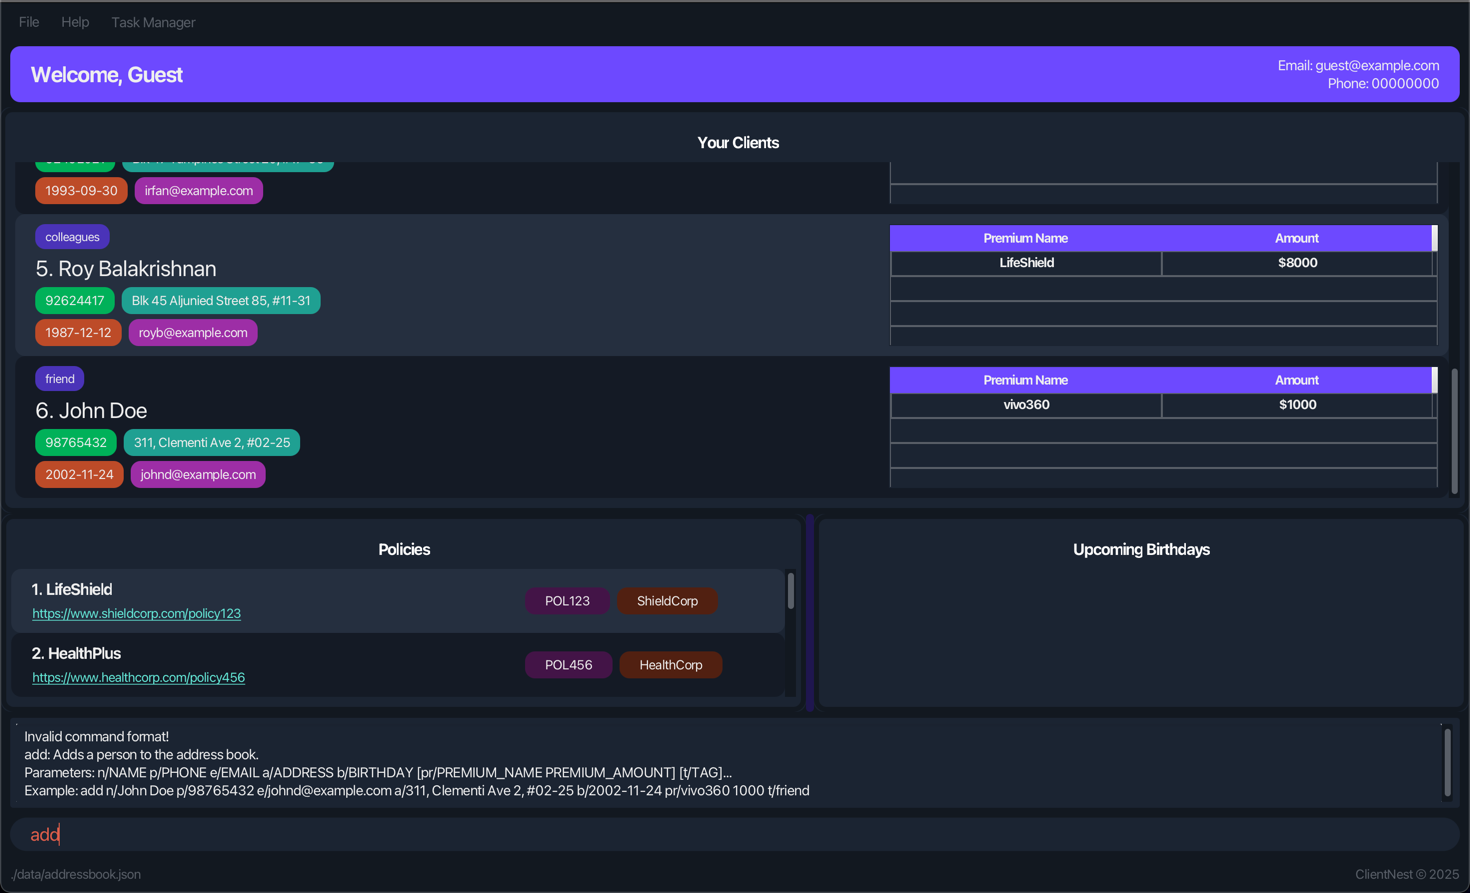 File Help Task Manager
Welcome, Guest
Email: guest@example.com
Phone: 00000000
Your Clients
1993-09-30 irfan@example.com
colleagues
5. Roy Balakrishnan
92624417 Blk 45 Aljunied Street 85, #11-31
1987-12-12 royb@example.com
Premium Name Amount
LifeShield $8000
friend
6. John Doe
98765432 311, Clementi Ave 2, #02-25
2002-11-24 johnd@example.com
Premium Name Amount
vivo360 $1000
Policies
1. LifeShield
https://www.shieldcorp.com/policy123
POL123 ShieldCorp
2. HealthPlus
https://www.healthcorp.com/policy456
POL456 HealthCorp
Upcoming Birthdays
Invalid command format!
add: Adds a person to the address book.
Parameters: n/NAME p/PHONE e/EMAIL a/ADDRESS b/BIRTHDAY [pr/PREMIUM_NAME PREMIUM_AMOUNT] [t/TAG]...
Example: add n/John Doe p/98765432 e/johnd@example.com a/311, Clementi Ave 2, #02-25 b/2002-11-24 pr/vivo360 1000 t/friend
add
./data/addressbook.json
ClientNest © 2025